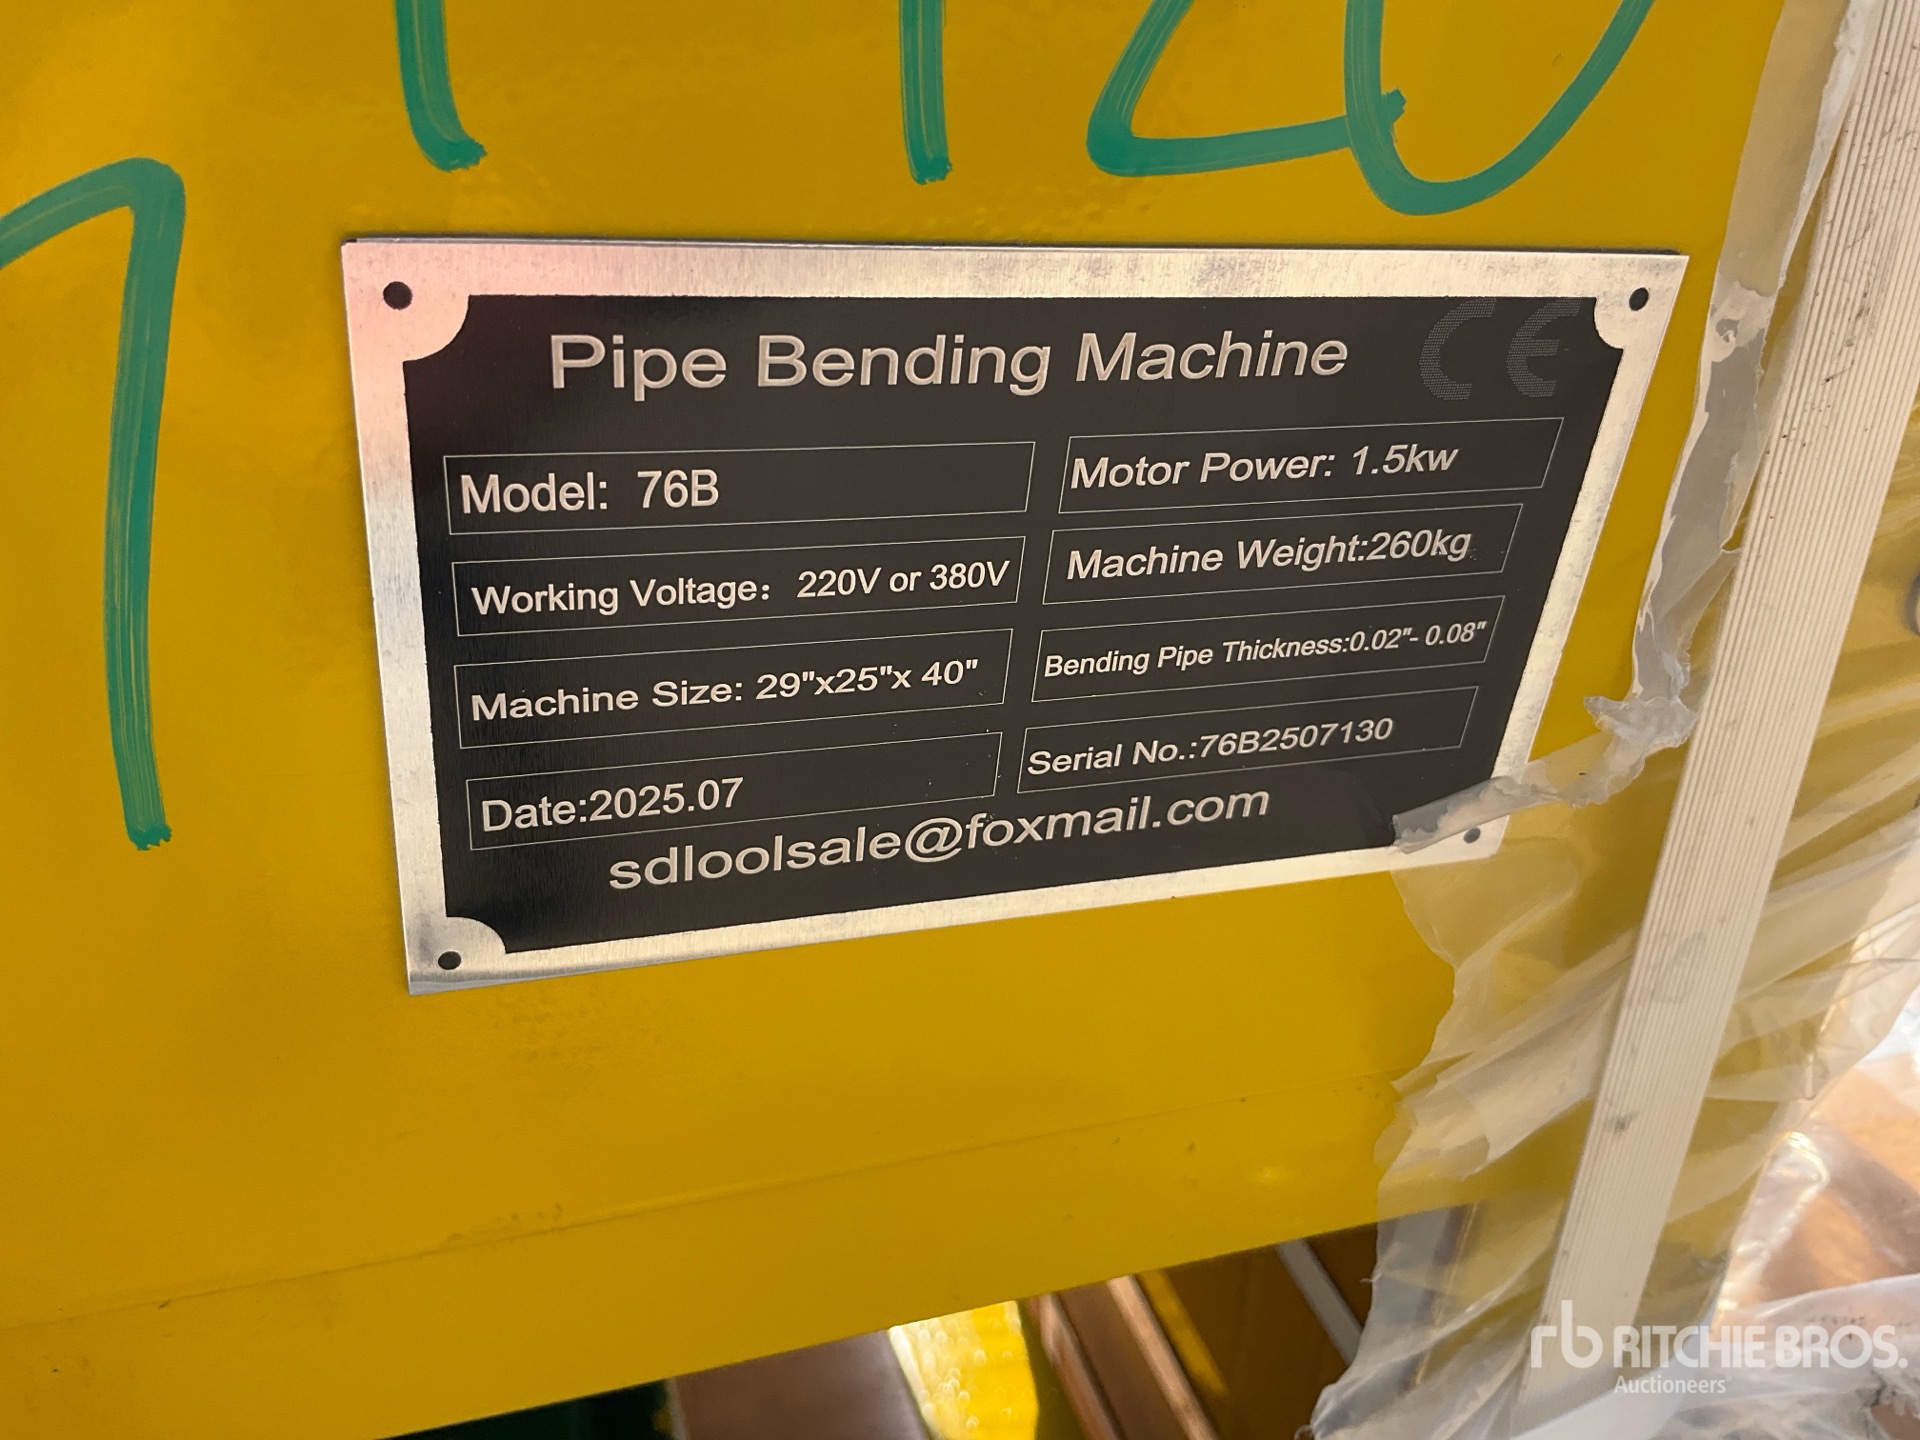 120
Pipe Bending Machine CE
Model: 76B
Motor Power: 1.5kw
Working Voltage: 220V or 380V
Machine Weight:260kg
Machine Size: 29"x25"x 40"
Bending Pipe Thickness:0.02"- 0.08"
Date:2025.07
Serial No.:76B2507130
sdloolsale@foxmail.com
rb RITCHIE BROS.
Auctioneers